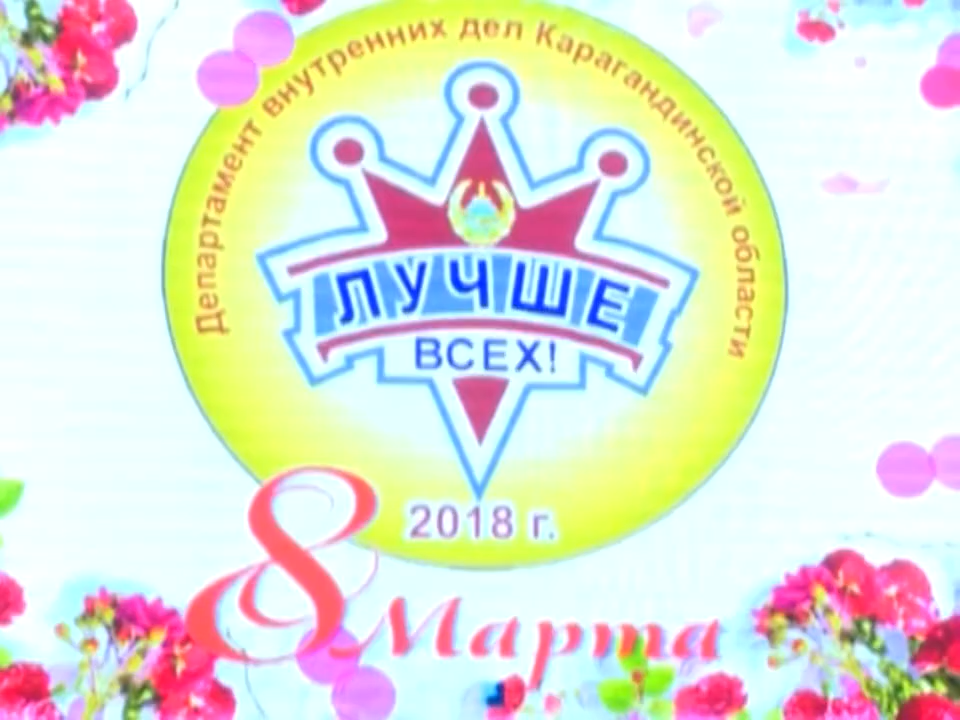 Департамент внутренних дел Карагандинской области
ЛУЧШЕ
ВСЕХ!
2018 г.
8 Марта